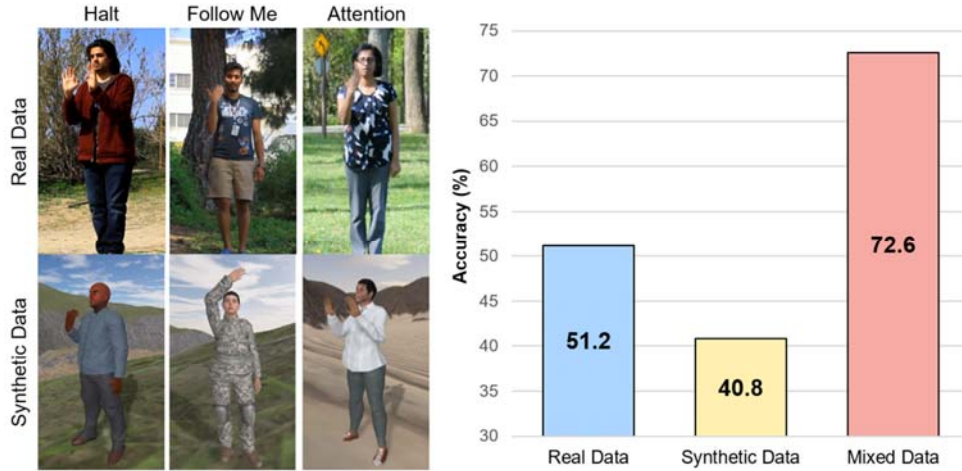 Halt Follow Me Attention
Real Data
Synthetic Data
Accuracy (%)
75
70
65
60
55
50
45
40
35
30
51.2
40.8
72.6
Real Data Synthetic Data Mixed Data